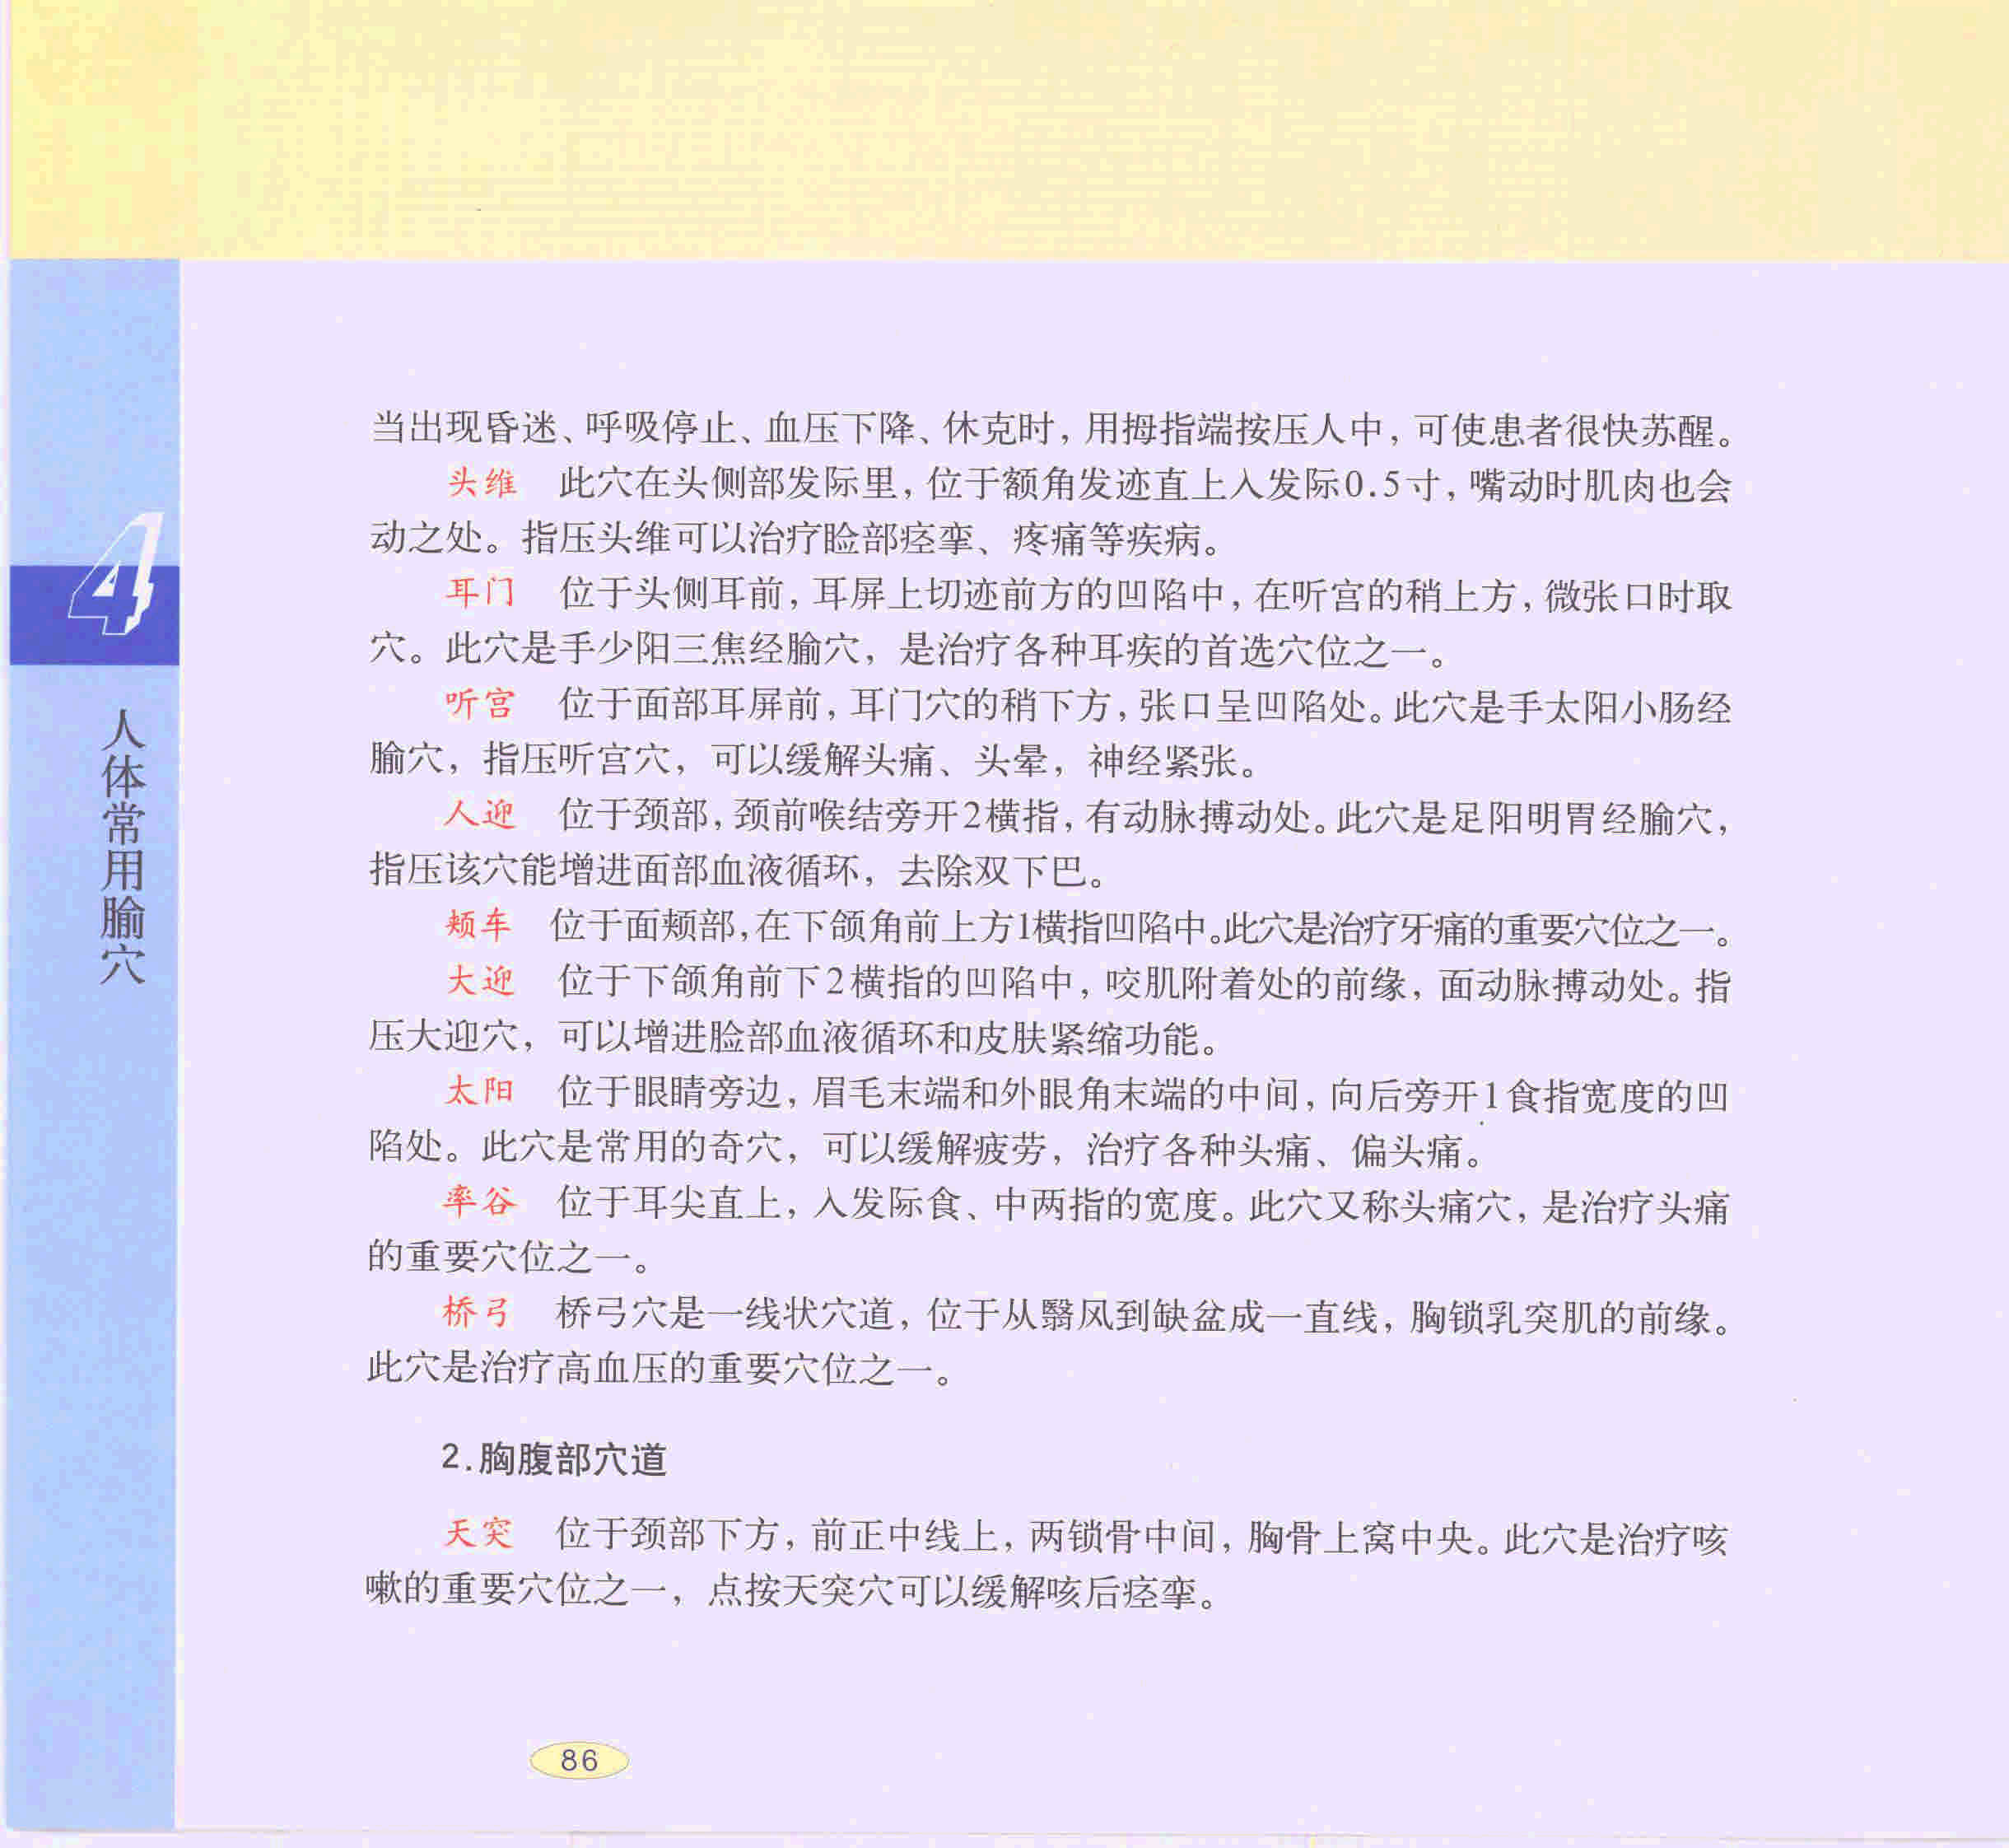 4
人体常用腧穴
当出现昏迷、呼吸停止、血压下降、休克时，用拇指端按压人中，可使患者很快苏醒。
头维 此穴在头侧部发际里，位于额角发迹直上入发际0.5寸，嘴动时肌肉也会
动之处。指压头维可以治疗脸部痉挛、疼痛等疾病。
耳门 位于头侧耳前，耳屏上切迹前方的凹陷中，在听宫的稍上方，微张口时取
穴。此穴是手少阳三焦经腧穴，是治疗各种耳疾的首选穴位之一。
听宫 位于面部耳屏前，耳门穴的稍下方，张口呈凹陷处。此穴是手太阳小肠经
腧穴，指压听宫穴，可以缓解头痛、头晕，神经紧张。
人迎 位于颈部，颈前喉结旁开2横指，有动脉搏动处。此穴是足阳明胃经腧穴，
指压该穴能增进面部血液循环，去除双下巴。
颊车 位于面颊部，在下颌角前上方1横指凹陷中。此穴是治疗牙痛的重要穴位之一。
大迎 位于下颌角前下2横指的凹陷中，咬肌附着处的前缘，面动脉搏动处。指
压大迎穴，可以增进脸部血液循环和皮肤紧缩功能。
太阳 位于眼睛旁边，眉毛末端和外眼角末端的中间，向后旁开1食指宽度的凹
陷处。此穴是常用的奇穴，可以缓解疲劳，治疗各种头痛、偏头痛。
率谷 位于耳尖直上，入发际食、中两指的宽度。此穴又称头痛穴，是治疗头痛
的重要穴位之一。
桥弓 桥弓穴是一线状穴道，位于从翳风到缺盆成一直线，胸锁乳突肌的前缘。
此穴是治疗高血压的重要穴位之一。
2.胸腹部穴道
天突 位于颈部下方，前正中线上，两锁骨中间，胸骨上窝中央。此穴是治疗咳
嗽的重要穴位之一，点按天突穴可以缓解咳后痉挛。
86